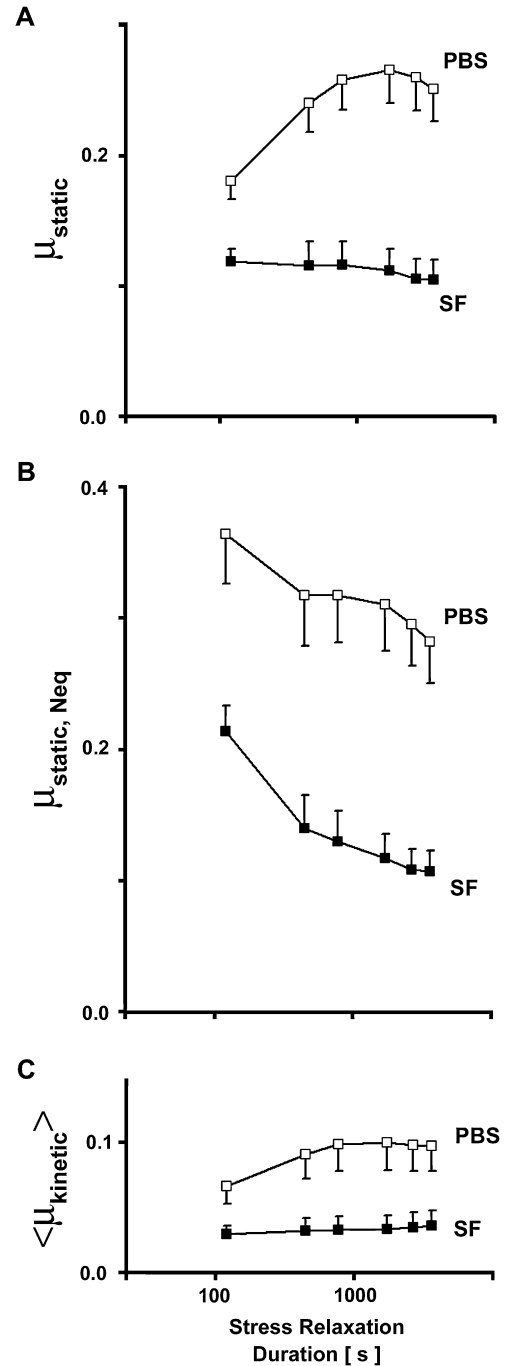 A
PBS
0.2
μstatic
SF
0.0
B
0.4
PBS
μstatic, Neq
0.2
SF
0.0
C
0.1
PBS
<μkinetic>
SF
0.0
100 1000
Stress Relaxation
Duration [ s ]